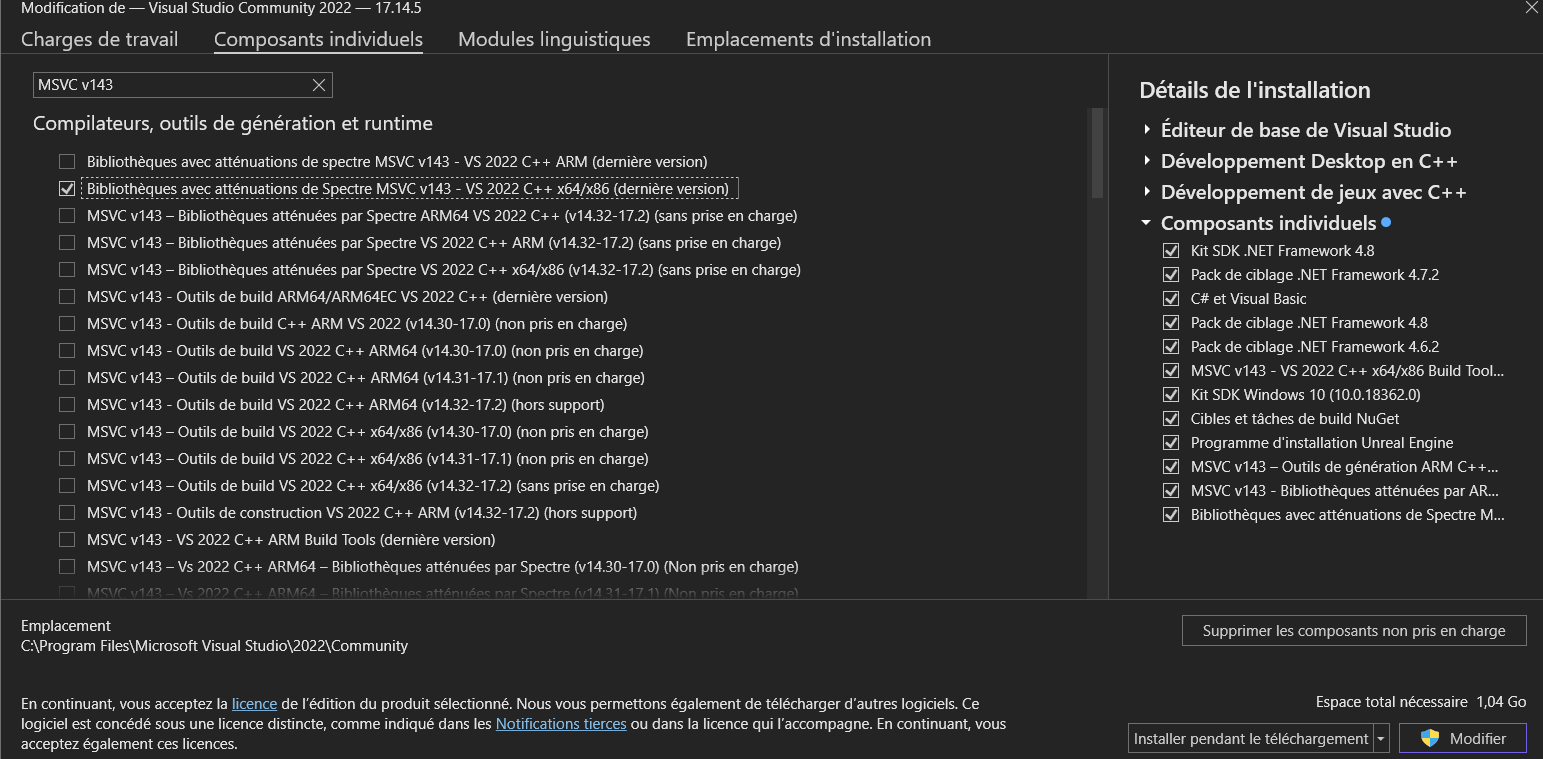 Modification de — Visual Studio Community 2022 — 17.14.5
Charges de travail
Composants individuels
Modules linguistiques
Emplacements d'installation
MSVC v143
Compilateurs, outils de génération et runtime
Bibliothèques avec atténuations de spectre MSVC v143 - VS 2022 C++ ARM (dernière version)
Bibliothèques avec atténuations de Spectre MSVC v143 - VS 2022 C++ x64/x86 (dernière version)
MSVC v143 – Bibliothèques atténuées par Spectre ARM64 VS 2022 C++ (v14.32-17.2) (sans prise en charge)
MSVC v143 – Bibliothèques atténuées par Spectre VS 2022 C++ ARM (v14.32-17.2) (sans prise en charge)
MSVC v143 – Bibliothèques atténuées par Spectre VS 2022 C++ x64/x86 (v14.32-17.2) (sans prise en charge)
MSVC v143 - Outils de build ARM64/ARM64EC VS 2022 C++ (dernière version)
MSVC v143 - Outils de build C++ ARM VS 2022 (v14.30-17.0) (non pris en charge)
MSVC v143 - Outils de build VS 2022 C++ ARM64 (v14.30-17.0) (non pris en charge)
MSVC v143 – Outils de build VS 2022 C++ ARM64 (v14.31-17.1) (non pris en charge)
MSVC v143 – Outils de build VS 2022 C++ ARM64 (v14.32-17.2) (hors support)
MSVC v143 – Outils de build VS 2022 C++ x64/x86 (v14.30-17.0) (non pris en charge)
MSVC v143 – Outils de build VS 2022 C++ x64/x86 (v14.31-17.1) (non pris en charge)
MSVC v143 – Outils de build VS 2022 C++ x64/x86 (v14.32-17.2) (sans prise en charge)
MSVC v143 - Outils de construction VS 2022 C++ ARM (v14.32-17.2) (hors support)
MSVC v143 - VS 2022 C++ ARM Build Tools (dernière version)
MSVC v143 – Vs 2022 C++ ARM64 – Bibliothèques atténuées par Spectre (v14.30-17.0) (Non pris en charge)
MSVC v143 – Vs 2022 C++ ARM64 – Bibliothèques atténuées par Spectre (v14.31-17.1) (Non pris en charge)
Détails de l'installation
Éditeur de base de Visual Studio
Développement Desktop en C++
Développement de jeux avec C++
Composants individuels
Kit SDK .NET Framework 4.8
Pack de ciblage .NET Framework 4.7.2
C# et Visual Basic
Pack de ciblage .NET Framework 4.8
Pack de ciblage .NET Framework 4.6.2
MSVC v143 - VS 2022 C++ x64/x86 Build Tool...
Kit SDK Windows 10 (10.0.18362.0)
Cibles et tâches de build NuGet
Programme d'installation Unreal Engine
MSVC v143 – Outils de génération ARM C++...
MSVC v143 - Bibliothèques atténuées par AR...
Bibliothèques avec atténuations de Spectre M...
Emplacement
C:\Program Files\Microsoft Visual Studio\2022\Community
Supprimer les composants non pris en charge
En continuant, vous acceptez la licence de l’édition du produit sélectionné. Nous vous permettons également de télécharger d’autres logiciels. Ce
logiciel est concédé sous une licence distincte, comme indiqué dans les Notifications tierces ou dans la licence qui l’accompagne. En continuant, vous
acceptez également ces licences.
Espace total nécessaire 1,04 Go
Installer pendant le téléchargement
Modifier